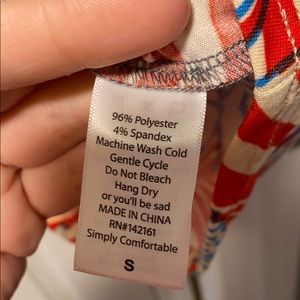 96% Polyester
4% Spandex
Machine Wash Cold
Gentle Cycle
Do Not Bleach
Hang Dry
or you'll be sad
MADE IN CHINA
RN#142161
Simply Comfortable
S